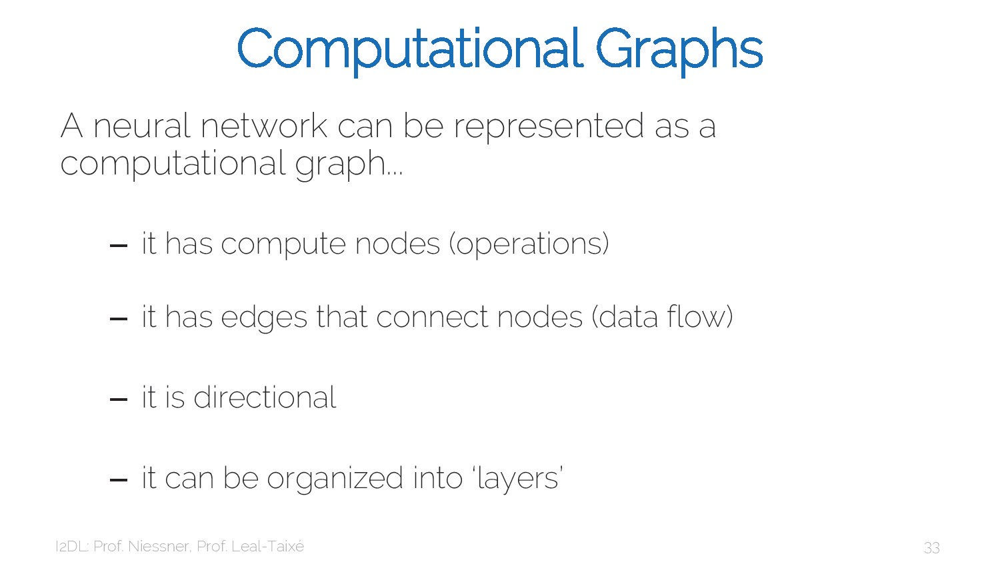 Computational Graphs
A neural network can be represented as a
computational graph...
– it has compute nodes (operations)
– it has edges that connect nodes (data flow)
– it is directional
– it can be organized into ‘layers’
I2DL: Prof. Niessner, Prof. Leal-Taixé
33